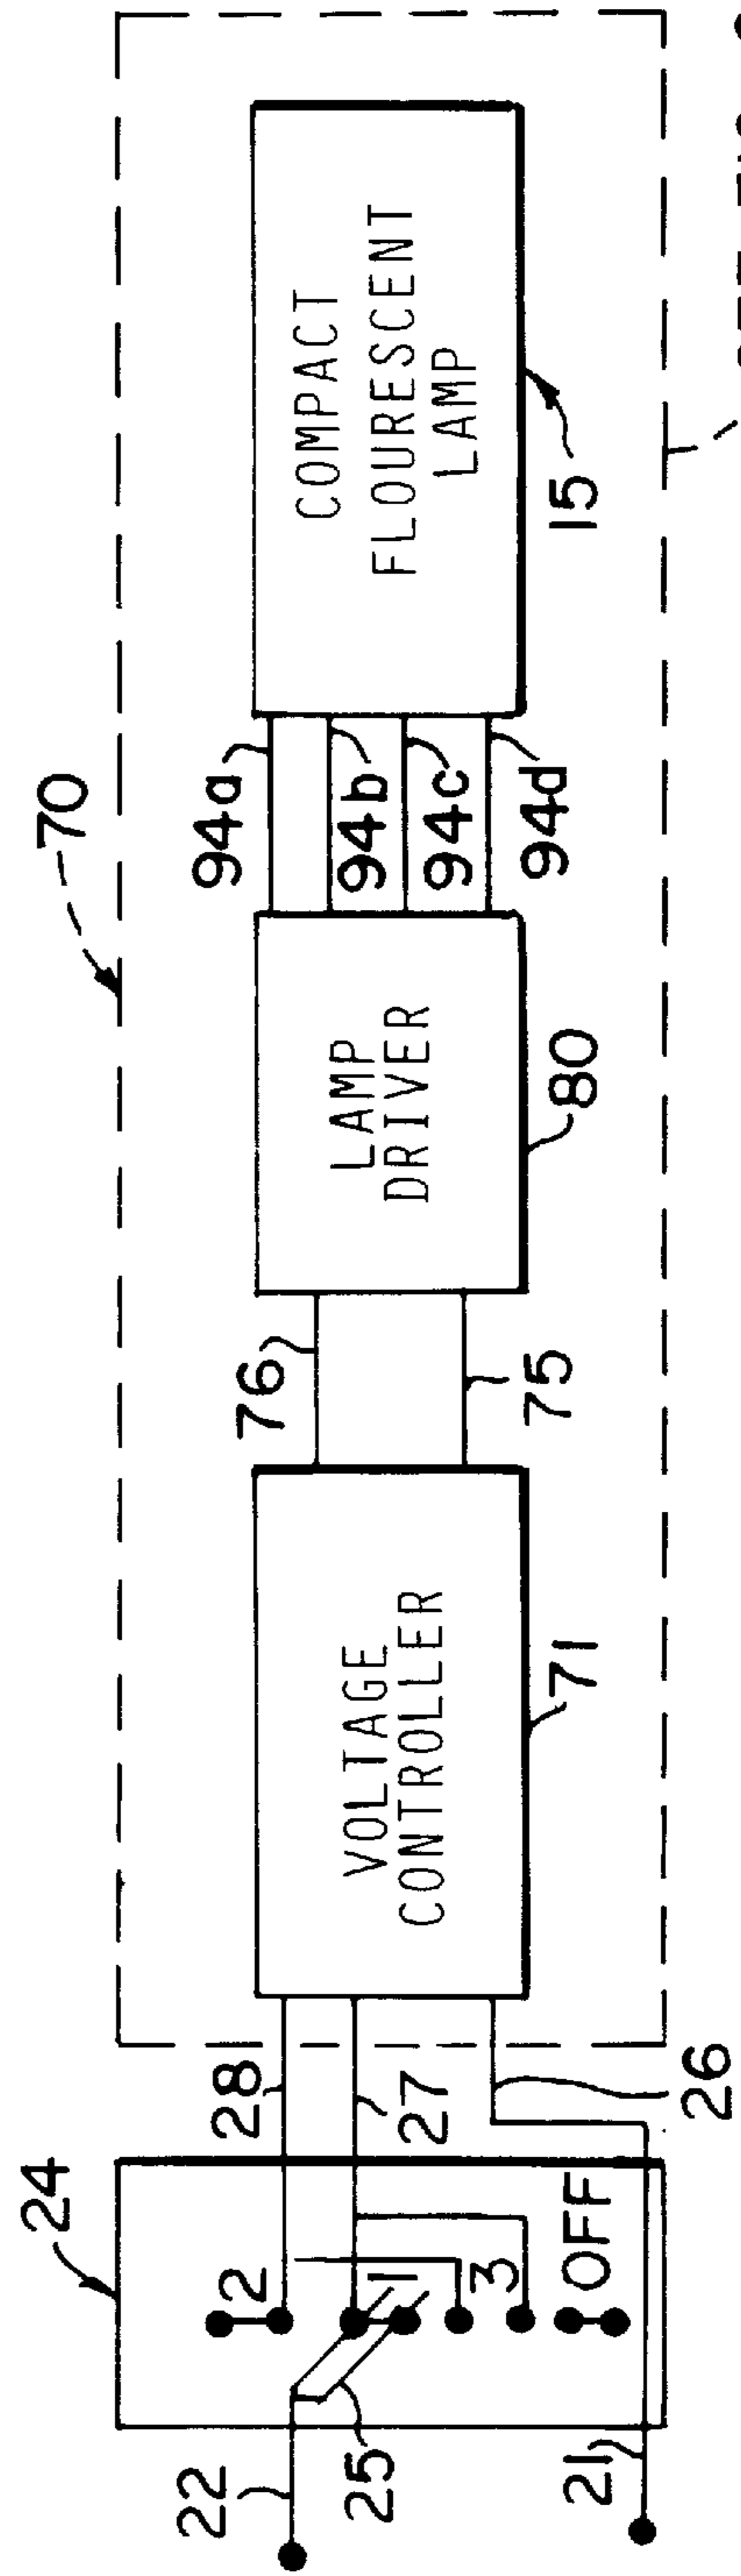 24
70
28
76
94a
22
2
VOLTAGE
CONTROLLER
LAMP
DRIVER
COMPACT
FLOURESCENT
LAMP
1
27
94b
25
3
94c
OFF
75
94d
21
26
71
80
15